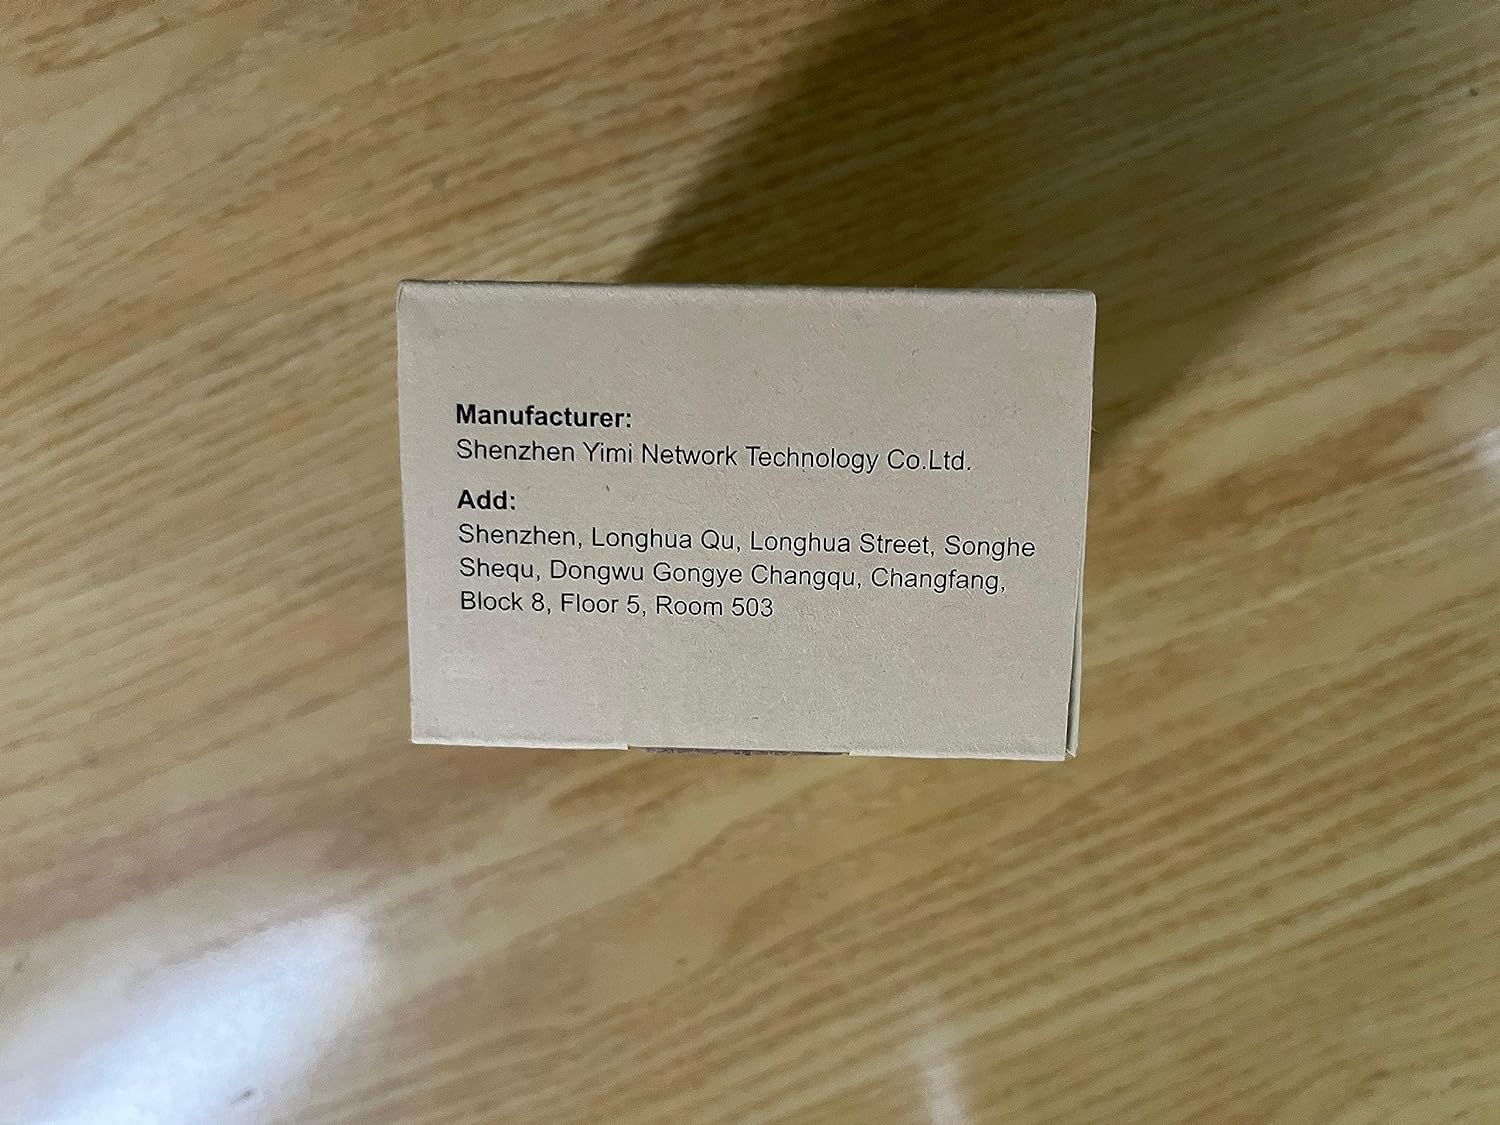 Manufacturer:
Shenzhen Yimi Network Technology Co.Ltd.
Add:
Shenzhen, Longhua Qu, Longhua Street, Songhe
Shequ, Dongwu Gongye Changqu, Changfang,
Block 8, Floor 5, Room 503